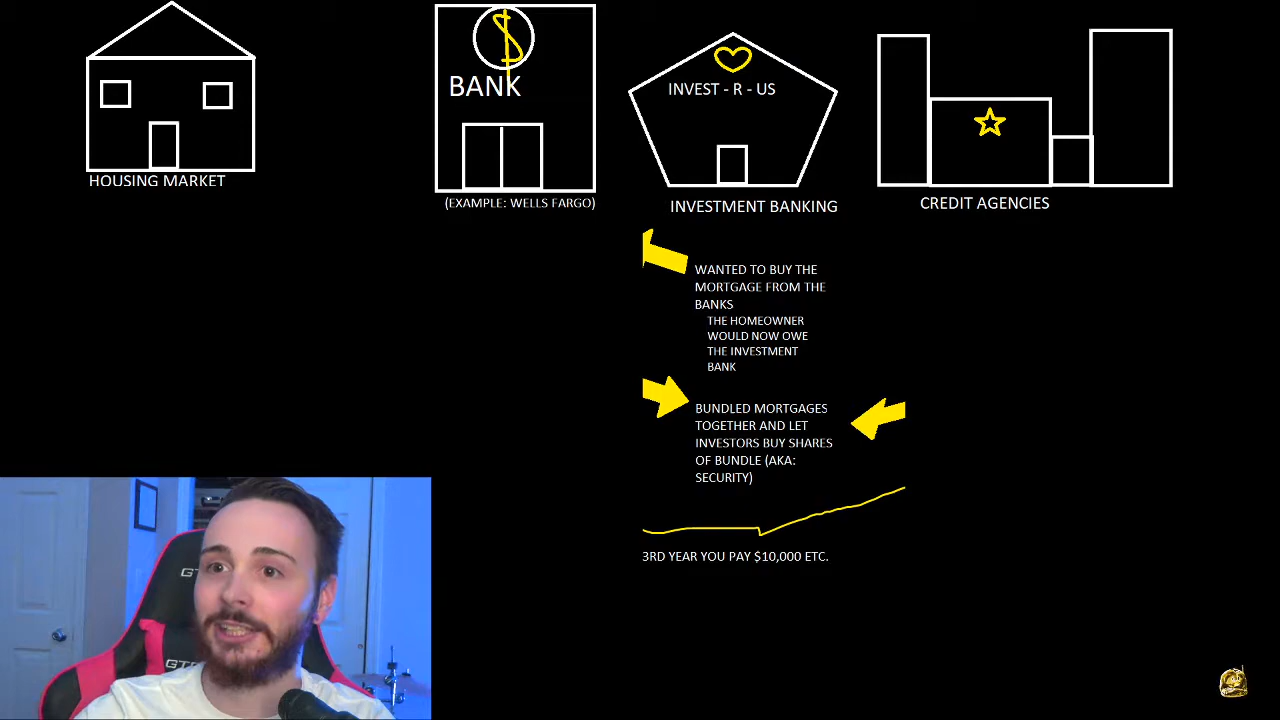 BANK
INVEST - R - US
HOUSING MARKET
(EXAMPLE: WELLS FARGO)
INVESTMENT BANKING
CREDIT AGENCIES
WANTED TO BUY THE
MORTGAGE FROM THE
BANKS
THE HOMEOWNER
WOULD NOW OWE
THE INVESTMENT
BANK
BUNDLED MORTGAGES
TOGETHER AND LET
INVESTORS BUY SHARES
OF BUNDLE (AKA:
SECURITY)
3RD YEAR YOU PAY $10,000 ETC.